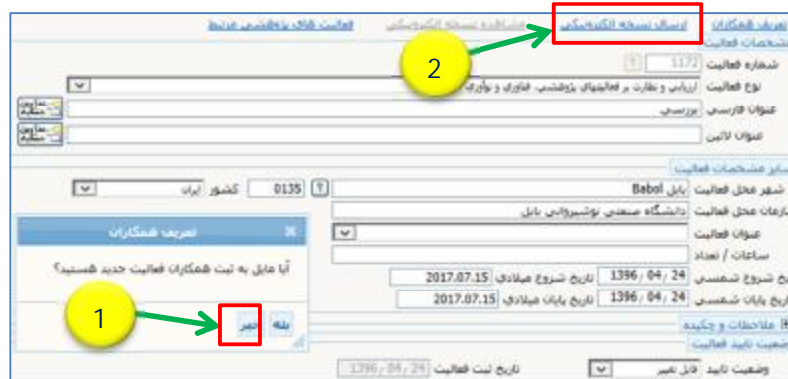 تعریف همکاران ارسال نسخه الکترونیکی مشاهده نسخه الکترونیکی فعالیت های پژوهشی مرتبط
مشخصات فعالیت
شماره فعالیت 1172 ?
نوع فعالیت ارزیابی و نظارت بر فعالیتهای پژوهشی، فناوری و نوآوری
عنوان فارسی بررسی
عنوان لاتین
سایر مشخصات فعالیت
شهر محل فعالیت بابل Babol ? 0135 کشور ایران
سازمان محل فعالیت دانشگاه صنعتی نوشیروانی بابل
عنوان فعالیت
ساعات / تعداد
تاریخ شروع شمسی 1396/04/24 تاریخ شروع میلادی 2017.07.15
تاریخ پایان شمسی 1396/04/24 تاریخ پایان میلادی 2017.07.15
ملاحظات و چکیده
وضعیت تایید فعالیت
وضعیت تایید قابل تغییر تاریخ ثبت فعالیت 1396/04/24
تعریف همکاران
آیا مایل به ثبت همکاران فعالیت جدید هستید؟
بله خیر
1
2